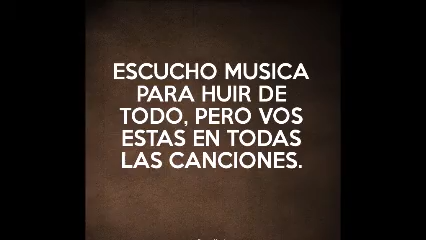 ESCUCHO MUSICA
PARA HUIR DE
TODO, PERO VOS
ESTAS EN TODAS
LAS CANCIONES.